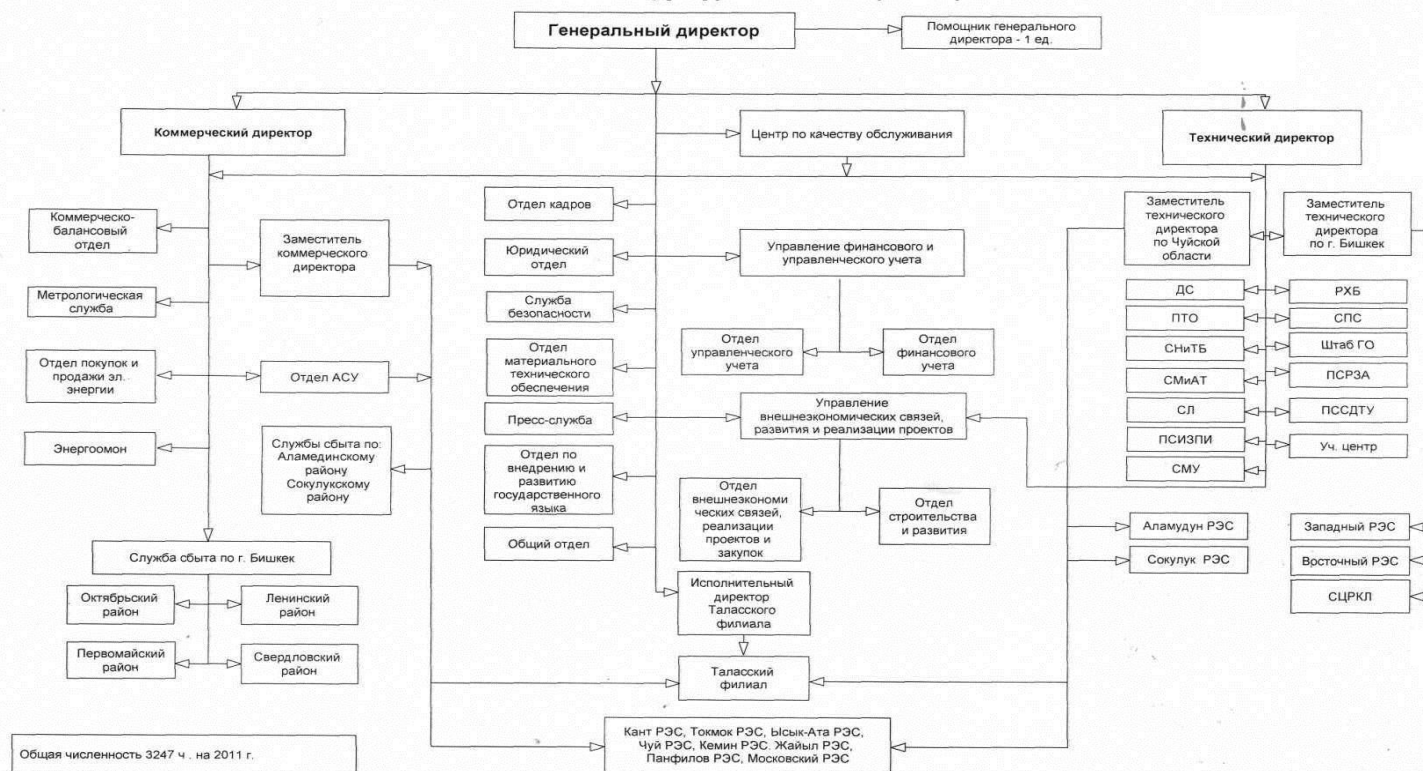 Генеральный директор
Помощник генерального
директора - 1 ед.
Коммерческий директор
Центр по качеству обслуживания
Технический директор
Коммерческо-
балансовый
отдел
Заместитель
коммерческого
директора
Метрологическая
служба
Отдел покупок и
продажи эл.
энергии
Отдел АСУ
Энергоомон
Службы сбыта по:
Аламединскому
району
Сокулукскому
району
Служба сбыта по г. Бишкек
Октябрьский
район
Ленинский
район
Первомайский
район
Свердловский
район
Отдел кадров
Юридический
отдел
Служба
безопасности
Отдел
материального
технического
обеспечения
Пресс-служба
Отдел по
внедрению и
развитию
государственного
языка
Общий отдел
Управление финансового и
управленческого учета
Отдел
управленческого
учета
Отдел
финансового
учета
Управление
внешнезкономических связей,
развития и реализации проектов
Отдел
внешнезкономи
ческих связей,
реализации
проектов и
закупок
Отдел
строительства
и развития
Исполнительный
директор
Таласского
филиала
Таласский
филиал
Кант РЭС, Токмок РЭС, Ысык-Ата РЭС,
Чуй РЭС, Кемин РЭС. Жайыл РЭС,
Панфилов РЭС, Московский РЭС
Заместитель
технического
директора
по Чуйской
области
Заместитель
технического
директора
по г. Бишкек
ДС
РХБ
ПТО
СПС
СНиТБ
Штаб ГО
СМиАТ
ПСРЗА
СЛ
ПССДТУ
ПСИЗПИ
Уч. центр
СМУ
Аламудун РЭС
Западный РЭС
Сокулук РЭС
Врсточный РЭС
СЦРКЛ
Общая численность 3247 ч . на 2011 г.